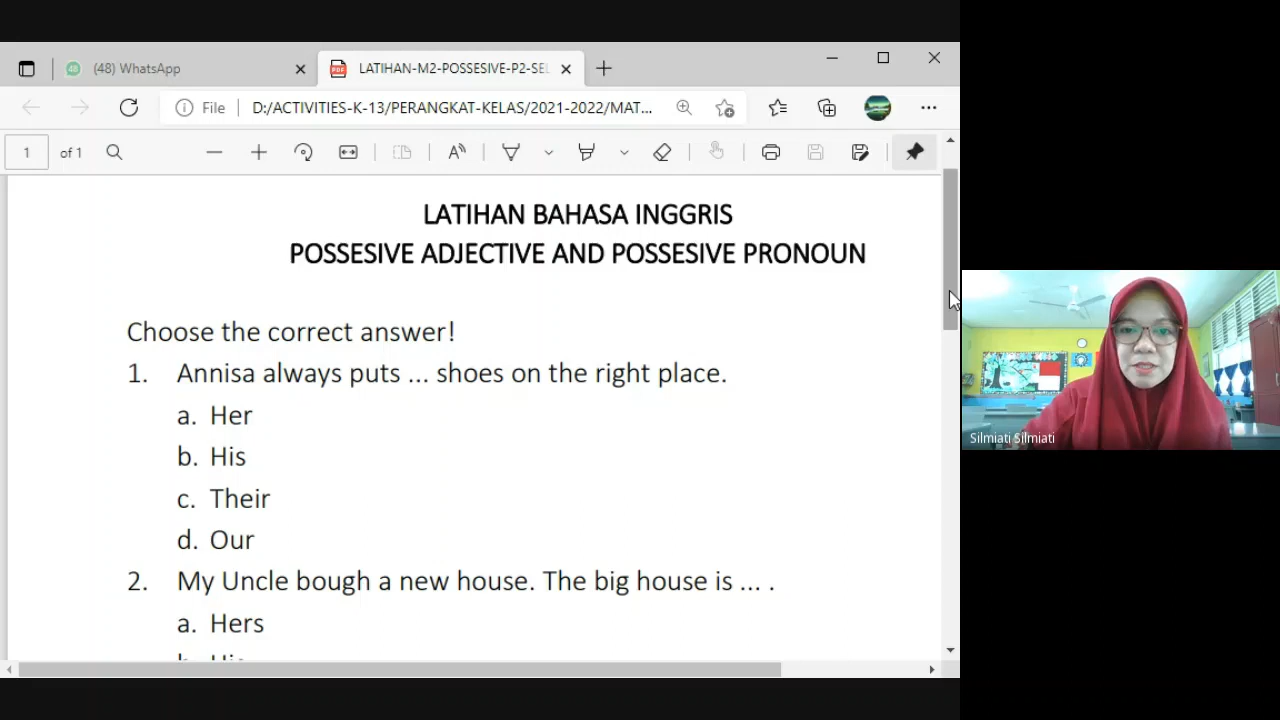 48 (48) WhatsApp
PDF LATIHAN-M2-POSSESIVE-P2-SEL
File D:/ACTIVITIES-K-13/PERANGKAT-KELAS/2021-2022/MAT...
1 of 1
LATIHAN BAHASA INGGRIS
POSSESIVE ADJECTIVE AND POSSESIVE PRONOUN
Choose the correct answer!
1. Annisa always puts ... shoes on the right place.
a. Her
b. His
c. Their
d. Our
2. My Uncle bough a new house. The big house is ... .
a. Hers
Silmiati Silmiati